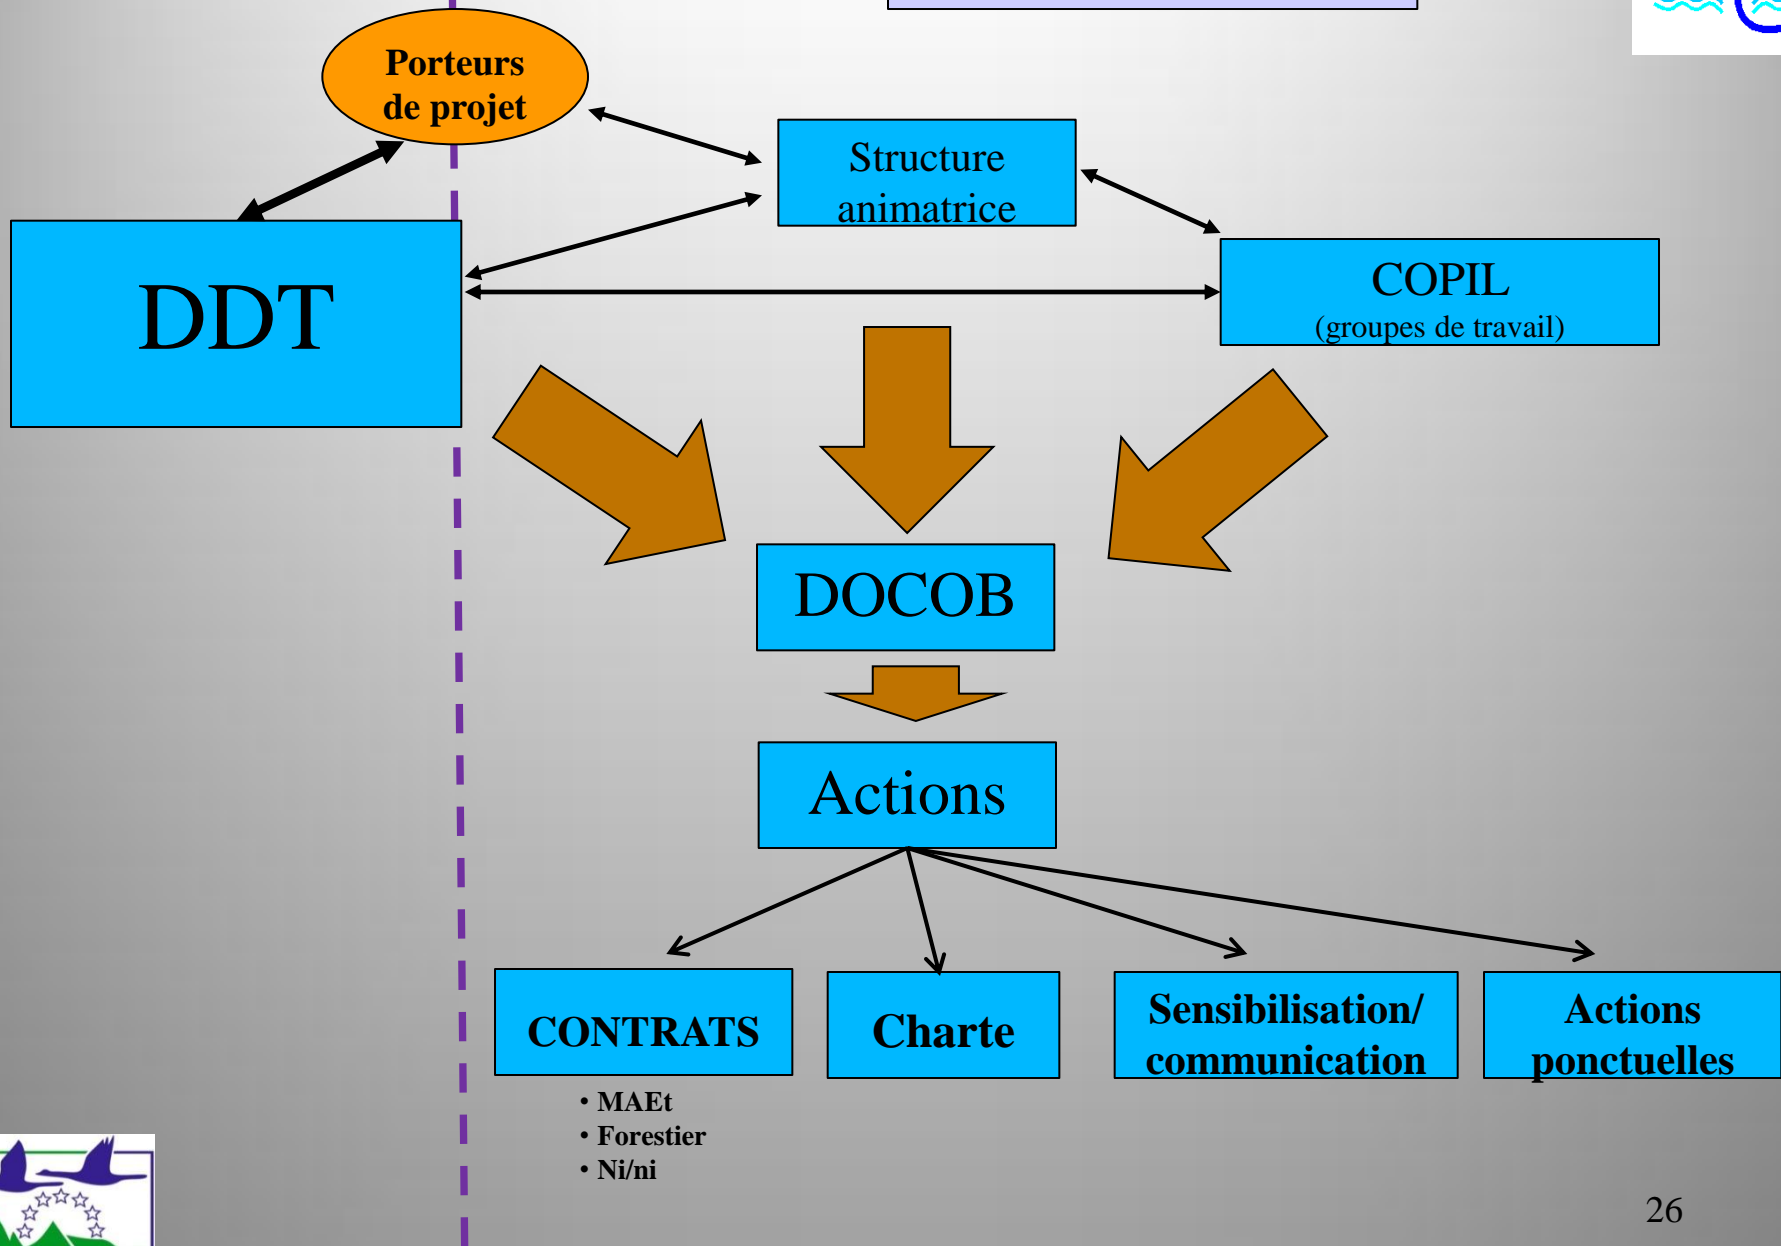 Porteurs
de projet
Structure
animatrice
DDT
COPIL
(groupes de travail)
DOCOB
Actions
CONTRATS
Charte
Sensibilisation/
communication
Actions
ponctuelles
• MAEt
• Forestier
• Ni/ni
26